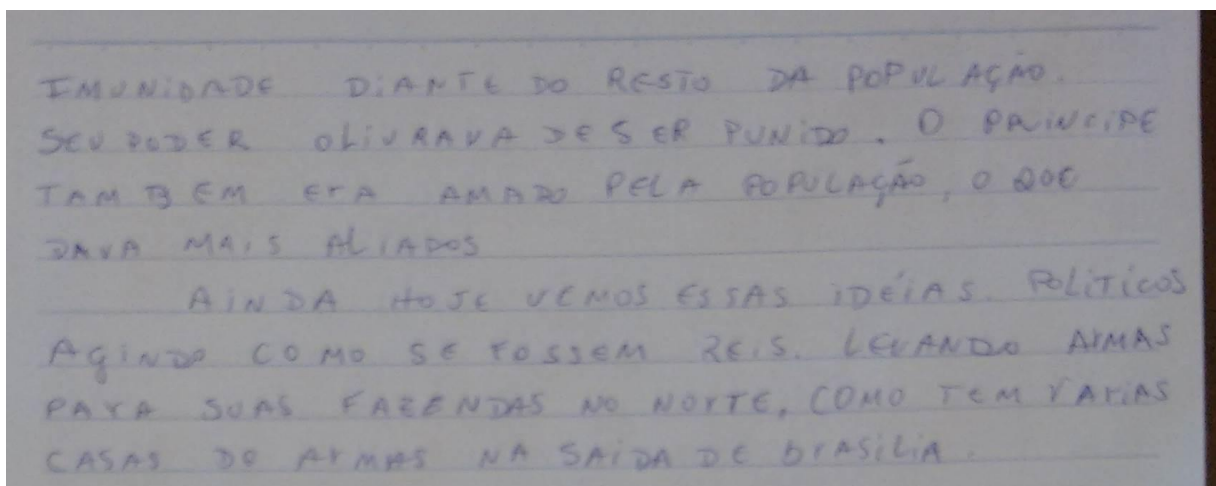 IMUNIDADE DIANTE DO RESTO DA POPULAÇÃO.
SEU PODER OLIVRAVA DE SER PUNIDO. O PRINCIPE
TAMBEM ErA AMADO PELA POPULAÇÃO, O QUE
DAVA MAIS ALIADOS
AINDA HOJE VEMOS ESSAS IDÉIAS. POLITICOS
AGINDO COMO SE FOSSEM REIS. LEVANDO ArMAS
PArA SUAS FAZENDAS NO NOrTE, COMO TEM VArIAS
CASAS DE ArMAS NA SAIDA DE brASILIA.